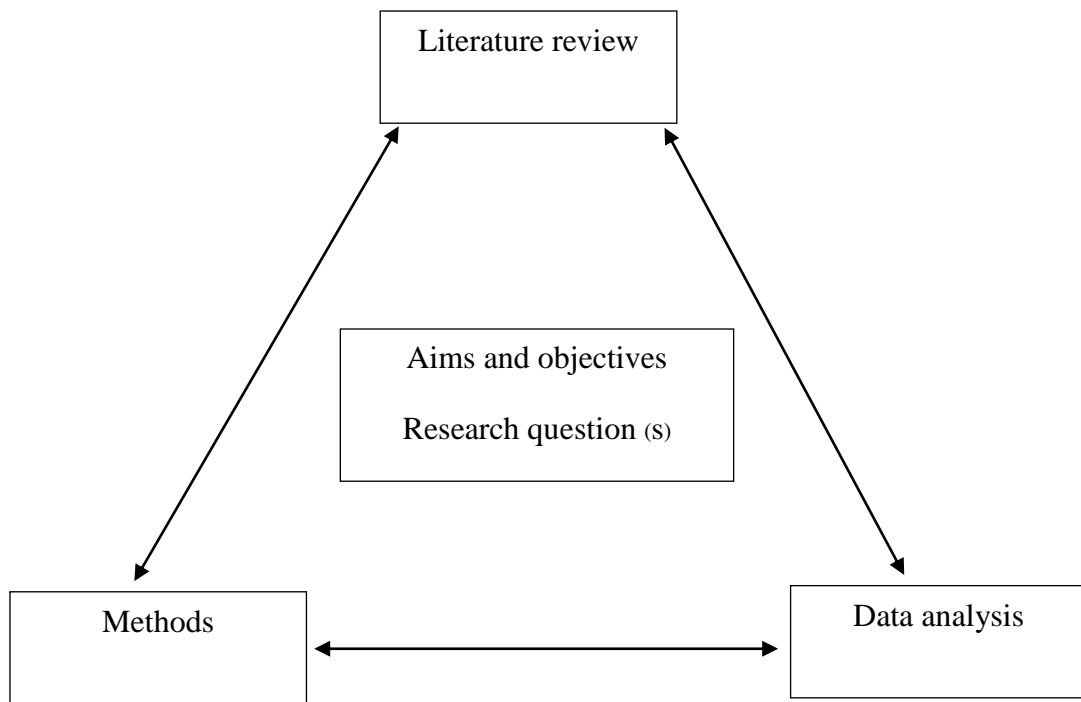 Literature review
Aims and objectives
Research question (s)
Methods
Data analysis